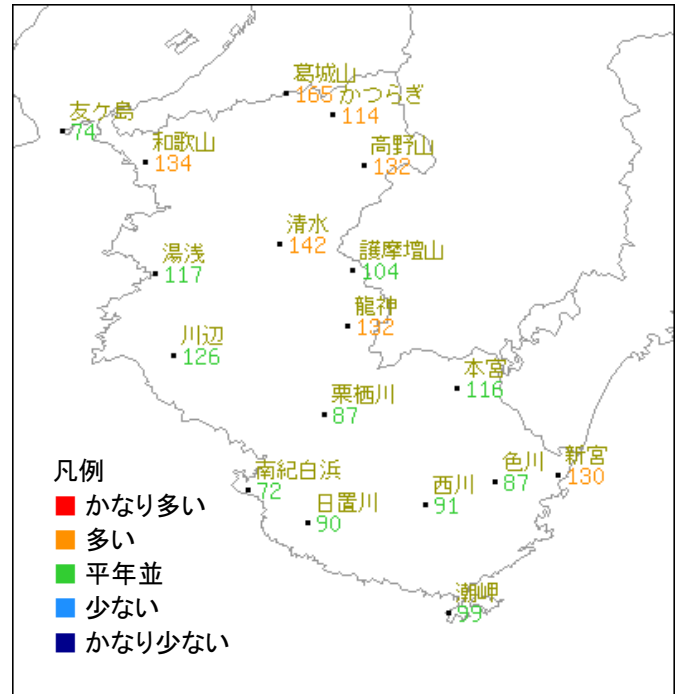 葛城山
165
かつらぎ
114
友ケ島
74
和歌山
134
高野山
132
清水
142
湯浅
117
護摩壇山
104
龍神
132
川辺
126
本宮
116
栗栖川
87
南紀白浜
72
日置川
90
西川
91
色川
87
新宮
130
潮岬
99
凡例
かなり多い
多い
平年並
少ない
かなり少ない